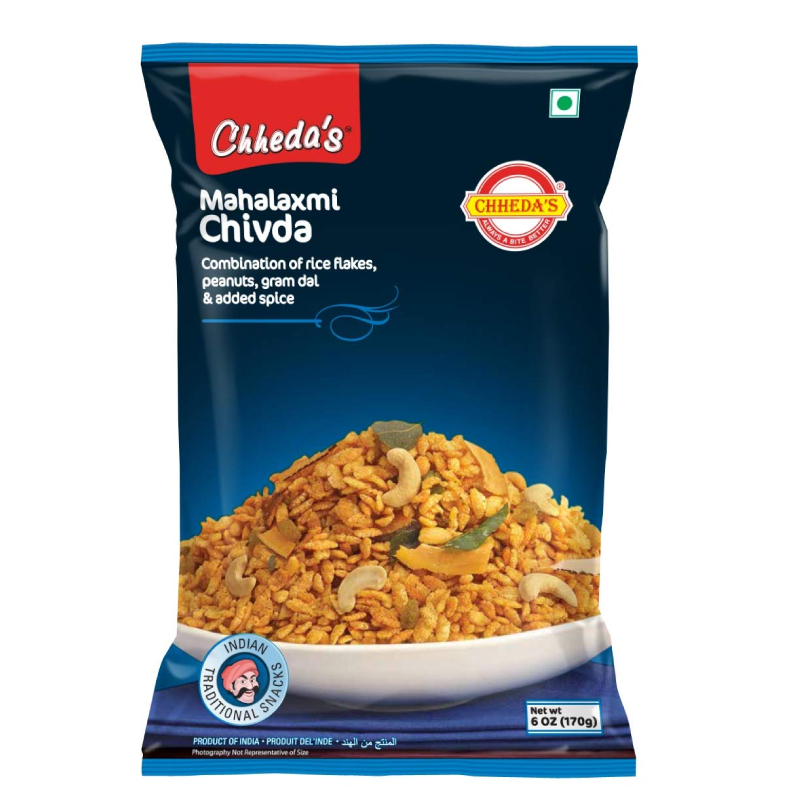 Chheda's
Mahalaxmi
Chivda
Combination of rice flakes,
peanuts, gram dal
& added spice
CHHEDA'S
®
ALWAYS A BITE BETTER
INDIAN
TRADITIONAL SNACKS
Net wt
6 OZ (170g)
PRODUCT OF INDIA • PRODUIT DEL'INDE • المنتج من الهند
Photography Not Representative of Size